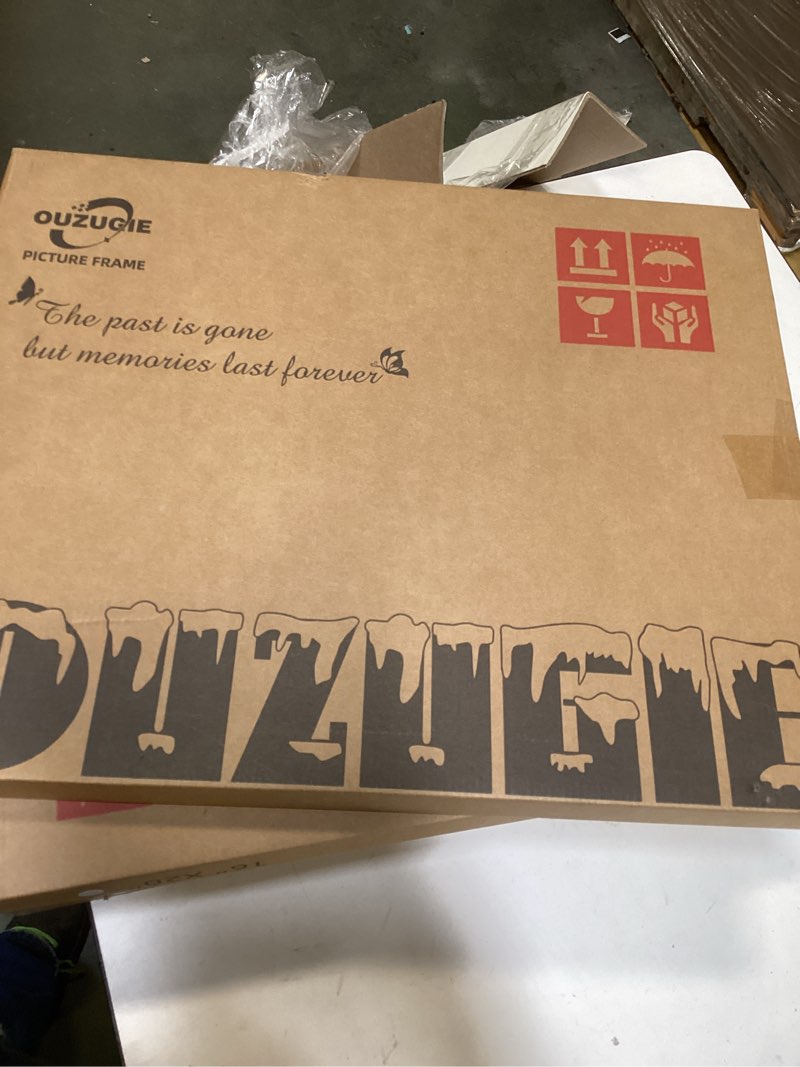 OUZUGIE
PICTURE FRAME
The past is gone
but memories last forever
OUZUGIE